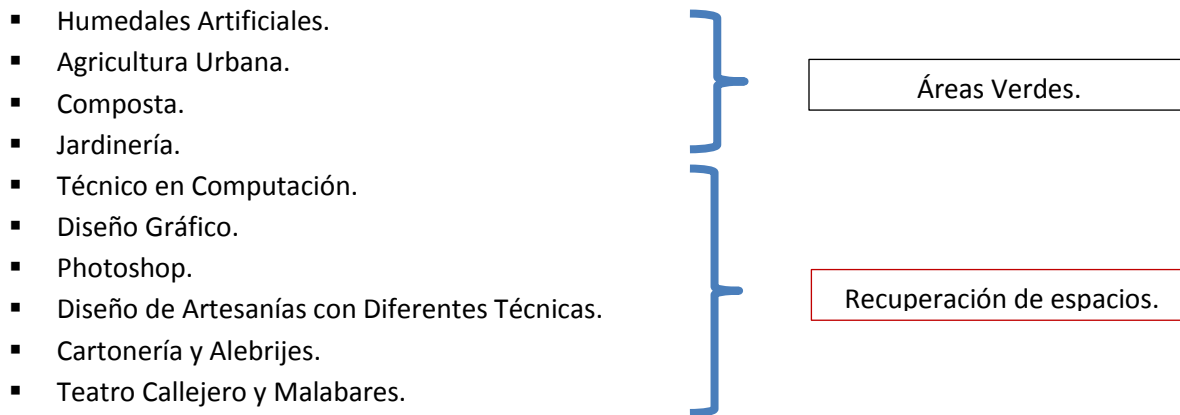 ▪ Humedales Artificiales.
▪ Agricultura Urbana.
▪ Composta.
▪ Jardinería.
▪ Técnico en Computación.
▪ Diseño Gráfico.
▪ Photoshop.
▪ Diseño de Artesanías con Diferentes Técnicas.
▪ Cartonería y Alebrijes.
▪ Teatro Callejero y Malabares.
Áreas Verdes.
Recuperación de espacios.